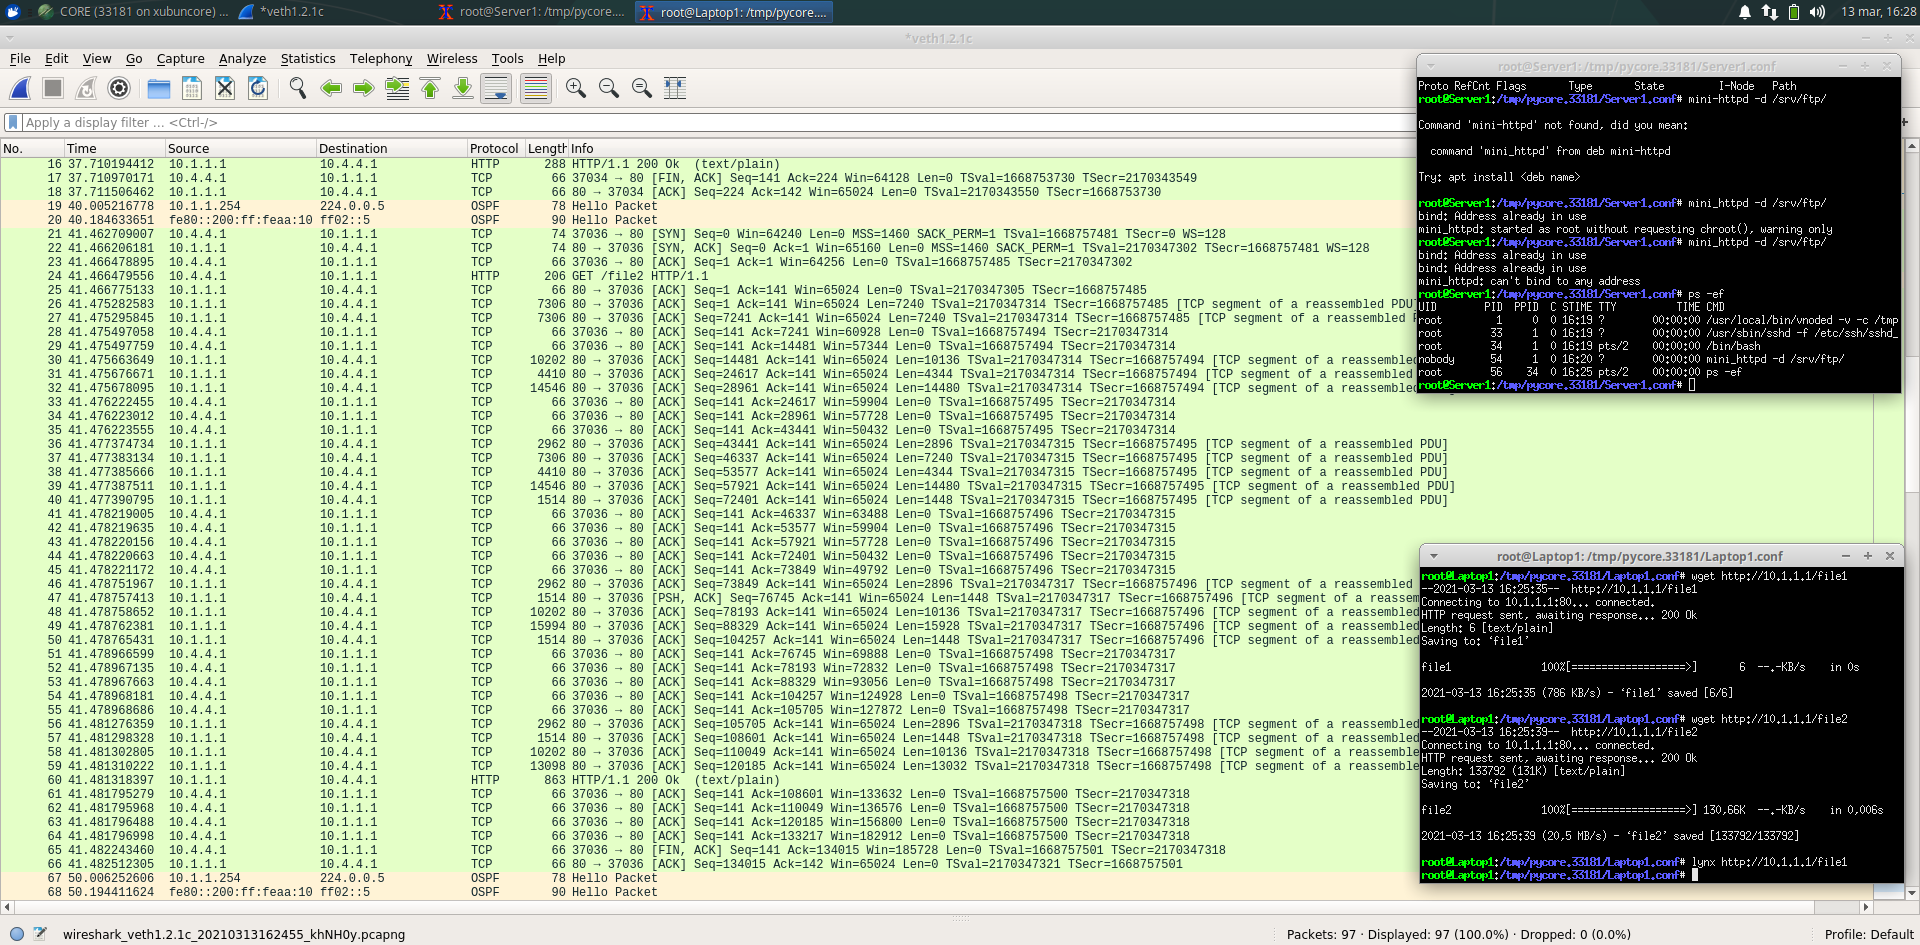 CORE (33181 on xubuncore) ...
*veth1.2.1c
root@Server1: /tmp/pycore....
root@Laptop1: /tmp/pycore....
13 mar, 16:28
*veth1.2.1c
File Edit View Go Capture Analyze Statistics Telephony Wireless Tools Help
Apply a display filter ... <Ctrl-/>
No. Time Source Destination Protocol Length Info
16 37.710194412 10.1.1.1 10.4.4.1 HTTP 288 HTTP/1.1 200 Ok (text/plain)
17 37.710970171 10.4.4.1 10.1.1.1 TCP 66 37034 → 80 [FIN, ACK] Seq=141 Ack=224 Win=64128 Len=0 TSval=1668753730 TSecr=2170343549
18 37.711506462 10.1.1.1 10.4.4.1 TCP 66 80 → 37034 [ACK] Seq=224 Ack=142 Win=65024 Len=0 TSval=2170343550 TSecr=1668753730
19 40.005216778 10.1.1.254 224.0.0.5 OSPF 78 Hello Packet
20 40.184633651 fe80::200:ff:feaa:10 ff02::5 OSPF 90 Hello Packet
21 41.462709007 10.4.4.1 10.1.1.1 TCP 74 37036 → 80 [SYN] Seq=0 Win=64240 Len=0 MSS=1460 SACK_PERM=1 TSval=1668757481 TSecr=0 WS=128
22 41.466206181 10.1.1.1 10.4.4.1 TCP 74 80 → 37036 [SYN, ACK] Seq=0 Ack=1 Win=65160 Len=0 MSS=1460 SACK_PERM=1 TSval=2170347302 TSecr=1668757481 WS=128
23 41.466478895 10.4.4.1 10.1.1.1 TCP 66 37036 → 80 [ACK] Seq=1 Ack=1 Win=64256 Len=0 TSval=1668757485 TSecr=2170347302
24 41.466479556 10.4.4.1 10.1.1.1 HTTP 206 GET /file2 HTTP/1.1
25 41.466775133 10.1.1.1 10.4.4.1 TCP 66 80 → 37036 [ACK] Seq=1 Ack=141 Win=65024 Len=0 TSval=2170347305 TSecr=1668757485
26 41.475282583 10.1.1.1 10.4.4.1 TCP 7306 80 → 37036 [ACK] Seq=1 Ack=141 Win=65024 Len=7240 TSval=2170347314 TSecr=1668757485 [TCP segment of a reassembled PDU
27 41.475295845 10.1.1.1 10.4.4.1 TCP 7306 80 → 37036 [ACK] Seq=7241 Ack=141 Win=65024 Len=7240 TSval=2170347314 TSecr=1668757485 [TCP segment of a reassembled
28 41.475497058 10.4.4.1 10.1.1.1 TCP 66 37036 → 80 [ACK] Seq=141 Ack=7241 Win=60928 Len=0 TSval=1668757494 TSecr=2170347314
29 41.475497759 10.4.4.1 10.1.1.1 TCP 66 37036 → 80 [ACK] Seq=141 Ack=14481 Win=57344 Len=0 TSval=1668757494 TSecr=2170347314
30 41.475663649 10.1.1.1 10.4.4.1 TCP 10202 80 → 37036 [ACK] Seq=14481 Ack=141 Win=65024 Len=10136 TSval=2170347314 TSecr=1668757494 [TCP segment of a reassemble
31 41.475676671 10.1.1.1 10.4.4.1 TCP 4410 80 → 37036 [ACK] Seq=24617 Ack=141 Win=65024 Len=4344 TSval=2170347314 TSecr=1668757494 [TCP segment of a reassembled
32 41.475678095 10.1.1.1 10.4.4.1 TCP 14546 80 → 37036 [ACK] Seq=28961 Ack=141 Win=65024 Len=14480 TSval=2170347314 TSecr=1668757494 [TCP segment of a reassemble
33 41.476222455 10.4.4.1 10.1.1.1 TCP 66 37036 → 80 [ACK] Seq=141 Ack=24617 Win=59904 Len=0 TSval=1668757495 TSecr=2170347314
34 41.476223012 10.4.4.1 10.1.1.1 TCP 66 37036 → 80 [ACK] Seq=141 Ack=28961 Win=57728 Len=0 TSval=1668757495 TSecr=2170347314
35 41.476223555 10.4.4.1 10.1.1.1 TCP 66 37036 → 80 [ACK] Seq=141 Ack=43441 Win=50432 Len=0 TSval=1668757495 TSecr=2170347314
36 41.477374734 10.1.1.1 10.4.4.1 TCP 2962 80 → 37036 [ACK] Seq=43441 Ack=141 Win=65024 Len=2896 TSval=2170347315 TSecr=1668757495 [TCP segment of a reassembled PDU]
37 41.477383134 10.1.1.1 10.4.4.1 TCP 7306 80 → 37036 [ACK] Seq=46337 Ack=141 Win=65024 Len=7240 TSval=2170347315 TSecr=1668757495 [TCP segment of a reassembled PDU]
38 41.477385666 10.1.1.1 10.4.4.1 TCP 4410 80 → 37036 [ACK] Seq=53577 Ack=141 Win=65024 Len=4344 TSval=2170347315 TSecr=1668757495 [TCP segment of a reassembled PDU]
39 41.477387511 10.1.1.1 10.4.4.1 TCP 14546 80 → 37036 [ACK] Seq=57921 Ack=141 Win=65024 Len=14480 TSval=2170347315 TSecr=1668757495 [TCP segment of a reassembled PDU]
40 41.477390795 10.1.1.1 10.4.4.1 TCP 1514 80 → 37036 [ACK] Seq=72401 Ack=141 Win=65024 Len=1448 TSval=2170347315 TSecr=1668757495 [TCP segment of a reassembled PDU]
41 41.478219005 10.4.4.1 10.1.1.1 TCP 66 37036 → 80 [ACK] Seq=141 Ack=46337 Win=63488 Len=0 TSval=1668757496 TSecr=2170347315
42 41.478219635 10.4.4.1 10.1.1.1 TCP 66 37036 → 80 [ACK] Seq=141 Ack=53577 Win=59904 Len=0 TSval=1668757496 TSecr=2170347315
43 41.478220156 10.4.4.1 10.1.1.1 TCP 66 37036 → 80 [ACK] Seq=141 Ack=57921 Win=57728 Len=0 TSval=1668757496 TSecr=2170347315
44 41.478220663 10.4.4.1 10.1.1.1 TCP 66 37036 → 80 [ACK] Seq=141 Ack=72401 Win=50432 Len=0 TSval=1668757496 TSecr=2170347315
45 41.478221172 10.4.4.1 10.1.1.1 TCP 66 37036 → 80 [ACK] Seq=141 Ack=73849 Win=49792 Len=0 TSval=1668757496 TSecr=2170347315
46 41.478751967 10.1.1.1 10.4.4.1 TCP 2962 80 → 37036 [ACK] Seq=73849 Ack=141 Win=65024 Len=2896 TSval=2170347317 TSecr=1668757496 [TCP segment of a reassembled
47 41.478757413 10.1.1.1 10.4.4.1 TCP 1514 80 → 37036 [PSH, ACK] Seq=76745 Ack=141 Win=65024 Len=1448 TSval=2170347317 TSecr=1668757496 [TCP segment of a reassem
48 41.478758652 10.1.1.1 10.4.4.1 TCP 10202 80 → 37036 [ACK] Seq=78193 Ack=141 Win=65024 Len=10136 TSval=2170347317 TSecr=1668757496 [TCP segment of a reassemble
49 41.478762381 10.1.1.1 10.4.4.1 TCP 15994 80 → 37036 [ACK] Seq=88329 Ack=141 Win=65024 Len=15928 TSval=2170347317 TSecr=1668757496 [TCP segment of a reassemble
50 41.478765431 10.1.1.1 10.4.4.1 TCP 1514 80 → 37036 [ACK] Seq=104257 Ack=141 Win=65024 Len=1448 TSval=2170347317 TSecr=1668757496 [TCP segment of a reassemble
51 41.478966599 10.4.4.1 10.1.1.1 TCP 66 37036 → 80 [ACK] Seq=141 Ack=76745 Win=69888 Len=0 TSval=1668757498 TSecr=2170347317
52 41.478967135 10.4.4.1 10.1.1.1 TCP 66 37036 → 80 [ACK] Seq=141 Ack=78193 Win=72832 Len=0 TSval=1668757498 TSecr=2170347317
53 41.478967663 10.4.4.1 10.1.1.1 TCP 66 37036 → 80 [ACK] Seq=141 Ack=88329 Win=93056 Len=0 TSval=1668757498 TSecr=2170347317
54 41.478968181 10.4.4.1 10.1.1.1 TCP 66 37036 → 80 [ACK] Seq=141 Ack=104257 Win=124928 Len=0 TSval=1668757498 TSecr=2170347317
55 41.478968686 10.4.4.1 10.1.1.1 TCP 66 37036 → 80 [ACK] Seq=141 Ack=105705 Win=127872 Len=0 TSval=1668757498 TSecr=2170347317
56 41.481276359 10.1.1.1 10.4.4.1 TCP 2962 80 → 37036 [ACK] Seq=105705 Ack=141 Win=65024 Len=2896 TSval=2170347318 TSecr=1668757498 [TCP segment of a reassemble
57 41.481298328 10.1.1.1 10.4.4.1 TCP 1514 80 → 37036 [ACK] Seq=108601 Ack=141 Win=65024 Len=1448 TSval=2170347318 TSecr=1668757498 [TCP segment of a reassemble
58 41.481302805 10.1.1.1 10.4.4.1 TCP 10202 80 → 37036 [ACK] Seq=110049 Ack=141 Win=65024 Len=10136 TSval=2170347318 TSecr=1668757498 [TCP segment of a reassembl
59 41.481310222 10.1.1.1 10.4.4.1 TCP 13098 80 → 37036 [ACK] Seq=120185 Ack=141 Win=65024 Len=13032 TSval=2170347318 TSecr=1668757498 [TCP segment of a reassembl
60 41.481318397 10.1.1.1 10.4.4.1 HTTP 863 HTTP/1.1 200 Ok (text/plain)
61 41.481795279 10.4.4.1 10.1.1.1 TCP 66 37036 → 80 [ACK] Seq=141 Ack=108601 Win=133632 Len=0 TSval=1668757500 TSecr=2170347318
62 41.481795968 10.4.4.1 10.1.1.1 TCP 66 37036 → 80 [ACK] Seq=141 Ack=110049 Win=136576 Len=0 TSval=1668757500 TSecr=2170347318
63 41.481796488 10.4.4.1 10.1.1.1 TCP 66 37036 → 80 [ACK] Seq=141 Ack=120185 Win=156800 Len=0 TSval=1668757500 TSecr=2170347318
64 41.481796998 10.4.4.1 10.1.1.1 TCP 66 37036 → 80 [ACK] Seq=141 Ack=133217 Win=182912 Len=0 TSval=1668757500 TSecr=2170347318
65 41.482243460 10.4.4.1 10.1.1.1 TCP 66 37036 → 80 [FIN, ACK] Seq=141 Ack=134015 Win=185728 Len=0 TSval=1668757501 TSecr=2170347318
66 41.482512305 10.1.1.1 10.4.4.1 TCP 66 80 → 37036 [ACK] Seq=134015 Ack=142 Win=65024 Len=0 TSval=2170347321 TSecr=1668757501
67 50.006252606 10.1.1.254 224.0.0.5 OSPF 78 Hello Packet
68 50.194411624 fe80::200:ff:feaa:10 ff02::5 OSPF 90 Hello Packet
root@Server1: /tmp/pycore.33181/Server1.conf
Proto RefCnt Flags Type State I-Node Path
root@Server1:/tmp/pycore.33181/Server1.conf# mini-httpd -d /srv/ftp/
Command 'mini-httpd' not found, did you mean:
command 'mini_httpd' from deb mini-httpd
Try: apt install <deb name>
root@Server1:/tmp/pycore.33181/Server1.conf# mini_httpd -d /srv/ftp/
bind: Address already in use
mini_httpd: started as root without requesting chroot(), warning only
root@Server1:/tmp/pycore.33181/Server1.conf# mini_httpd -d /srv/ftp/
bind: Address already in use
bind: Address already in use
mini_httpd: can't bind to any address
root@Server1:/tmp/pycore.33181/Server1.conf# ps -ef
UID PID PPID C STIME TTY TIME CMD
root 1 0 0 16:19 ? 00:00:00 /usr/local/bin/vnoded -v -c /tmp
root 33 1 0 16:19 ? 00:00:00 /usr/sbin/sshd -f /etc/ssh/sshd_
root 34 1 0 16:19 pts/2 00:00:00 /bin/bash
nobody 54 1 0 16:20 ? 00:00:00 mini_httpd -d /srv/ftp/
root 56 34 0 16:25 pts/2 00:00:00 ps -ef
root@Server1:/tmp/pycore.33181/Server1.conf#
root@Laptop1: /tmp/pycore.33181/Laptop1.conf
root@Laptop1:/tmp/pycore.33181/Laptop1.conf# wget http://10.1.1.1/file1
--2021-03-13 16:25:35-- http://10.1.1.1/file1
Connecting to 10.1.1.1:80... connected.
HTTP request sent, awaiting response... 200 Ok
Length: 6 [text/plain]
Saving to: ‘file1’
file1 100%[===================>] 6 --.-KB/s in 0s
2021-03-13 16:25:35 (786 KB/s) - ‘file1’ saved [6/6]
root@Laptop1:/tmp/pycore.33181/Laptop1.conf# wget http://10.1.1.1/file2
--2021-03-13 16:25:39-- http://10.1.1.1/file2
Connecting to 10.1.1.1:80... connected.
HTTP request sent, awaiting response... 200 Ok
Length: 133792 (131K) [text/plain]
Saving to: ‘file2’
file2 100%[===================>] 130,66K --.-KB/s in 0,006s
2021-03-13 16:25:39 (20,5 MB/s) - ‘file2’ saved [133792/133792]
root@Laptop1:/tmp/pycore.33181/Laptop1.conf# lynx http://10.1.1.1/file1
root@Laptop1:/tmp/pycore.33181/Laptop1.conf#
wireshark_veth1.2.1c_20210313162455_khNH0y.pcapng
Packets: 97 · Displayed: 97 (100.0%) · Dropped: 0 (0.0%)
Profile: Default